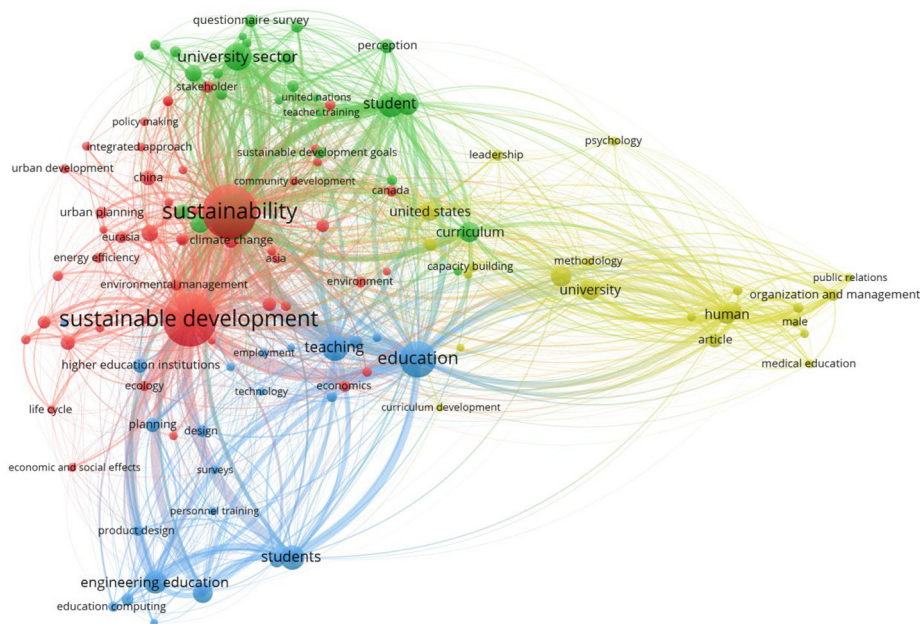 questionnaire survey
perception
university sector
stakeholder
united nations
student
teacher training
policy making
psychology
integrated approach
sustainable development goals
leadership
urban development
china
community development
canada
sustainability
urban planning
united states
curriculum
eurasia
climate change
energy efficiency
asia
capacity building
methodology
environmental management
environment
public relations
university
organization and management
sustainable development
human
male
article
teaching
employment
education
higher education institutions
medical education
ecology
technology
economics
life cycle
curriculum development
planning
design
economic and social effects
surveys
personnel training
product design
students
engineering education
education computing